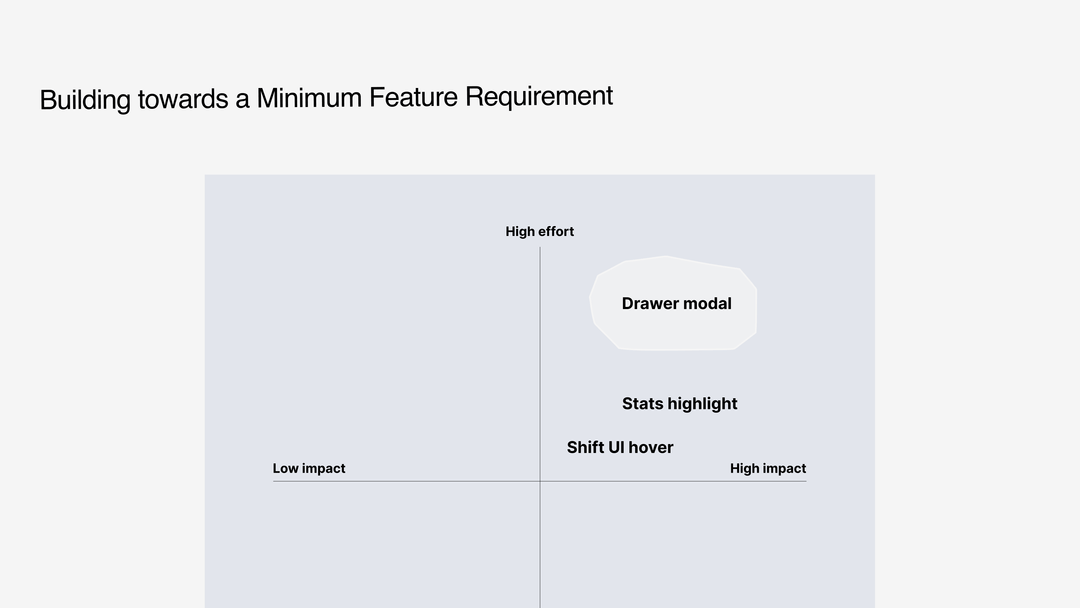 Building towards a Minimum Feature Requirement
High effort
Drawer modal
Stats highlight
Shift UI hover
Low impact
High impact